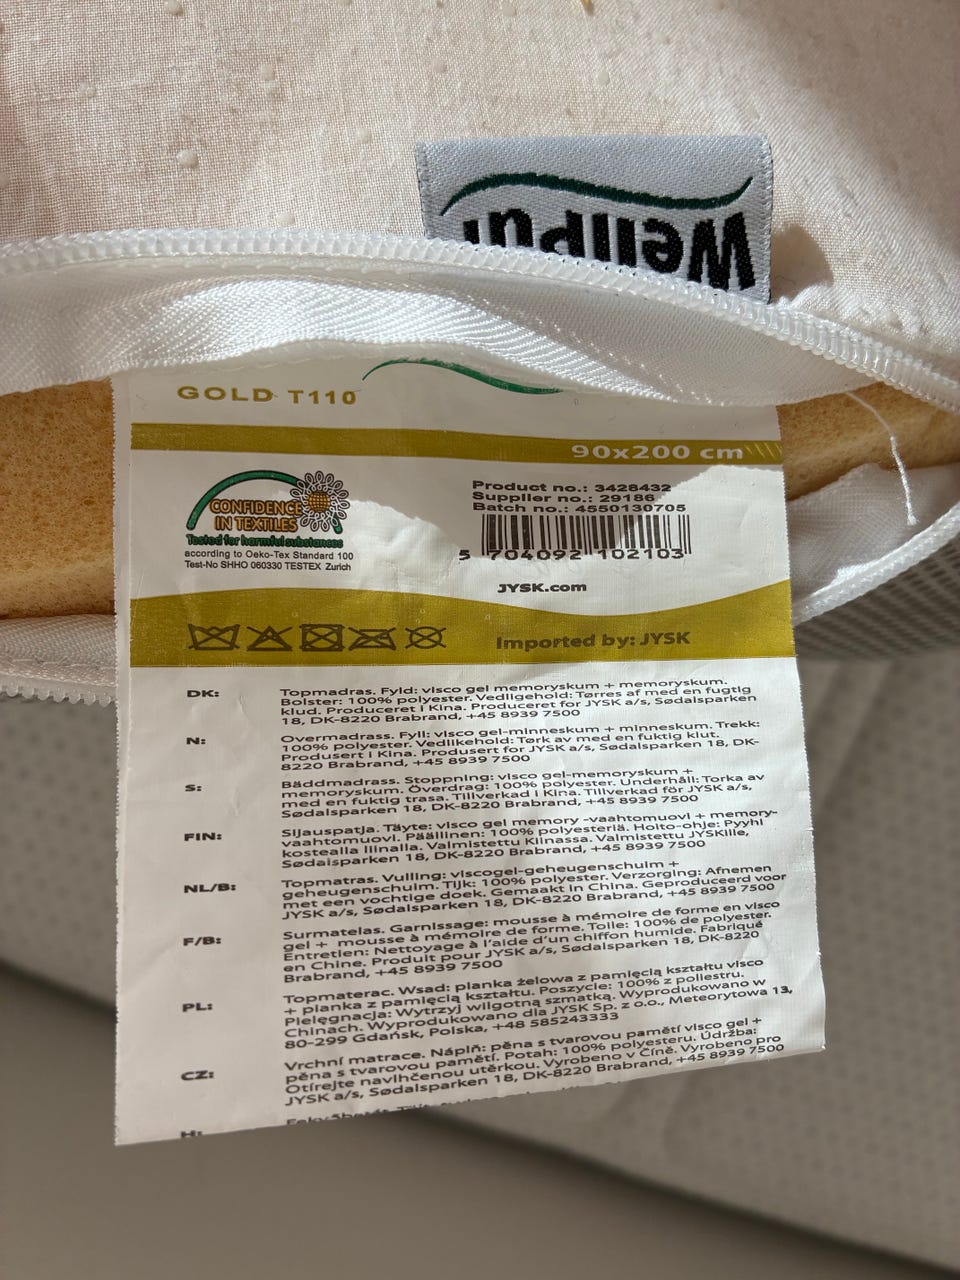 WellPur
GOLD T110
90x200 cm
CONFIDENCE
IN TEXTILES
Tested for harmful substances
according to Oeko-Tex Standard 100
Test-No SHHO 060330 TESTEX Zurich
Product no.: 3428432
Supplier no.: 29186
Batch no.: 4550130705
5 704092 102103
JYSK.com
Imported by: JYSK
DK: Topmadras. Fyld: visco gel memoryskum + memoryskum.
Bolster: 100% polyester. Vedligehold: Tørres af med en fugtig
klud. Produceret i Kina. Produceret for JYSK a/s, Sødalsparken
18, DK-8220 Brabrand, +45 8939 7500
N: Overmadrass. Fyll: visco gel-minneskum + minneskum. Trekk:
100% polyester. Vedlikehold: Tørk av med en fuktig klut.
Produsert i Kina. Produsert for JYSK a/s, Sødalsparken 18, DK-
8220 Brabrand, +45 8939 7500
S: Bäddmadrass. Stoppning: visco gel-memoryskum +
memoryskum. Överdrag: 100% polyester. Underhåll: Torka av
med en fuktig trasa. Tillverkad i Kina. Tillverkad för JYSK a/s,
Sødalsparken 18, DK-8220 Brabrand, +45 8939 7500
FIN: Sijauspatja. Täyte: visco gel memory -vaahtomuovi + memory-
vaahtomuovi. Päällinen: 100% polyesteriä. Hoito-ohje: Pyyhi
kostealla liinalla. Valmistettu Kiinassa. Valmistettu JYSKille,
Sødalsparken 18, DK-8220 Brabrand, +45 8939 7500
NL/B: Topmatras. Vulling: viscogel-geheugenschuim +
geheugenschuim. Tijk: 100% polyester. Verzorging: Afnemen
met een vochtige doek. Gemaakt in China. Geproduceerd voor
JYSK a/s, Sødalsparken 18, DK-8220 Brabrand, +45 8939 7500
F/B: Surmatelas. Garnissage: mousse à mémoire de forme en visco
gel + mousse à mémoire de forme. Toile: 100% de polyester.
Entretien: Nettoyage à l'aide d'un chiffon humide. Fabriqué
en Chine. Produit pour JYSK a/s, Sødalsparken 18, DK-8220
Brabrand, +45 8939 7500
PL: Topmaterac. Wsad: pianka żelowa z pamięcią kształtu visco
+ pianka z pamięcią kształtu. Poszycie: 100% z poliestru.
Pielęgnacja: Wytrzyj wilgotną szmatką. Wyprodukowano w
Chinach. Wyprodukowano dla JYSK Sp. z o.o., Meteorytowa 13,
80-299 Gdańsk, Polska, +48 585243333
CZ: Vrchní matrace. Náplň: pěna s tvarovou pamětí visco gel +
pěna s tvarovou pamětí. Potah: 100% polyesteru. Údržba:
Otírejte navlhčenou utěrkou. Vyrobeno v Číně. Vyrobeno pro
JYSK a/s, Sødalsparken 18, DK-8220 Brabrand, +45 8939 7500
H: